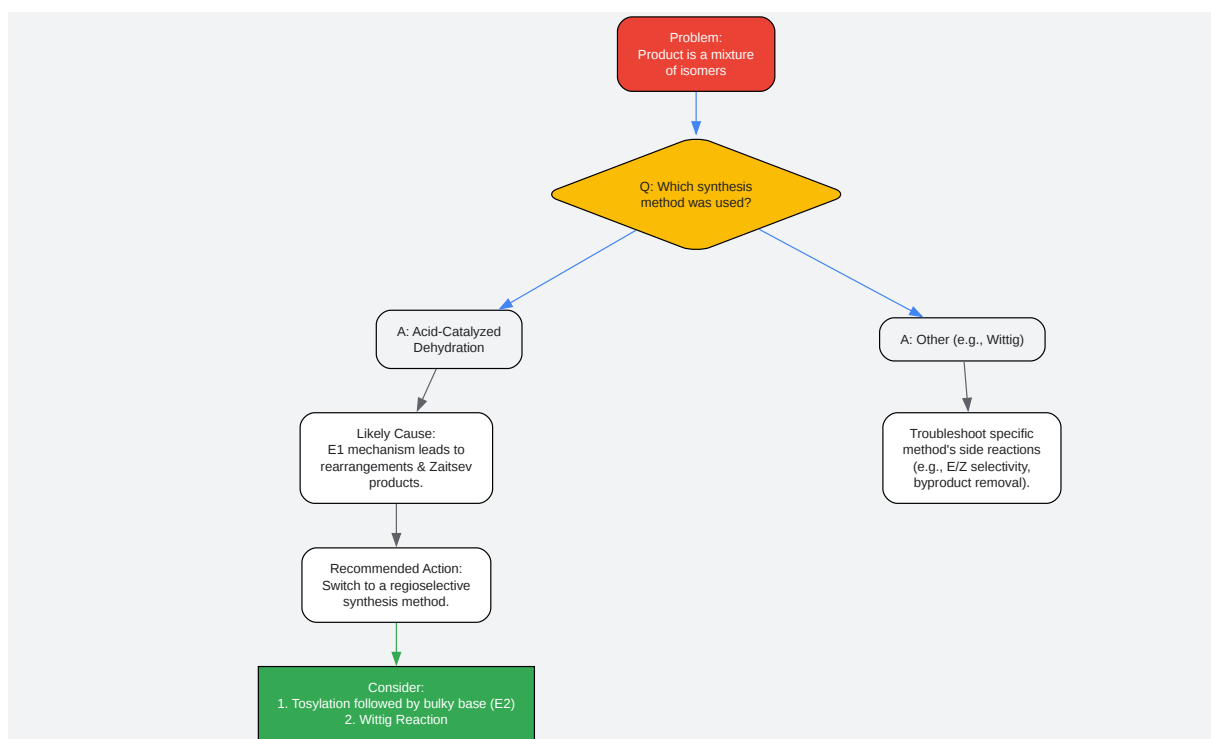 Problem:
Product is a mixture
of isomers
Q: Which synthesis
method was used?
A: Acid-Catalyzed
Dehydration
A: Other (e.g., Wittig)
Likely Cause:
E1 mechanism leads to
rearrangements & Zaitsev
products.
Troubleshoot specific
method's side reactions
(e.g., E/Z selectivity,
byproduct removal).
Recommended Action:
Switch to a regioselective
synthesis method.
Consider:
1. Tosylation followed by bulky base (E2)
2. Wittig Reaction